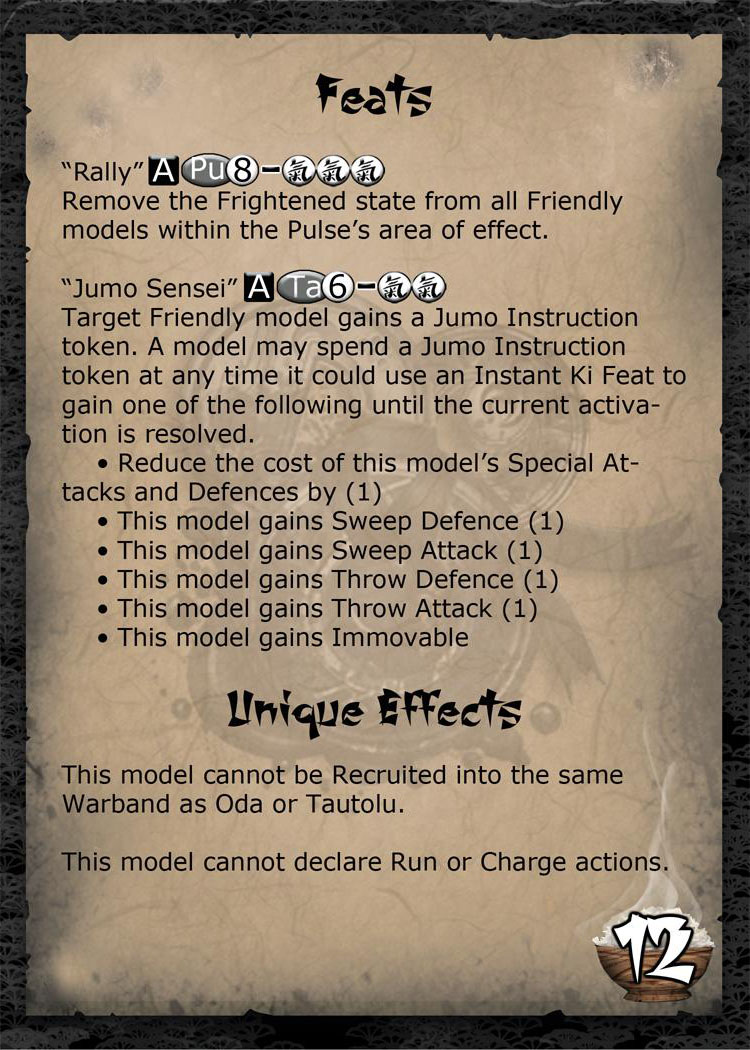 Feats
“Rally” A Pu 8 - 氣 氣 氣
Remove the Frightened state from all Friendly
models within the Pulse’s area of effect.
“Jumo Sensei” A Ta 6 - 氣 氣
Target Friendly model gains a Jumo Instruction
token. A model may spend a Jumo Instruction
token at any time it could use an Instant Ki Feat to
gain one of the following until the current activa-
tion is resolved.
• Reduce the cost of this model’s Special At-
tacks and Defences by (1)
• This model gains Sweep Defence (1)
• This model gains Sweep Attack (1)
• This model gains Throw Defence (1)
• This model gains Throw Attack (1)
• This model gains Immovable
Unique Effects
This model cannot be Recruited into the same
Warband as Oda or Tautolu.
This model cannot declare Run or Charge actions.
12